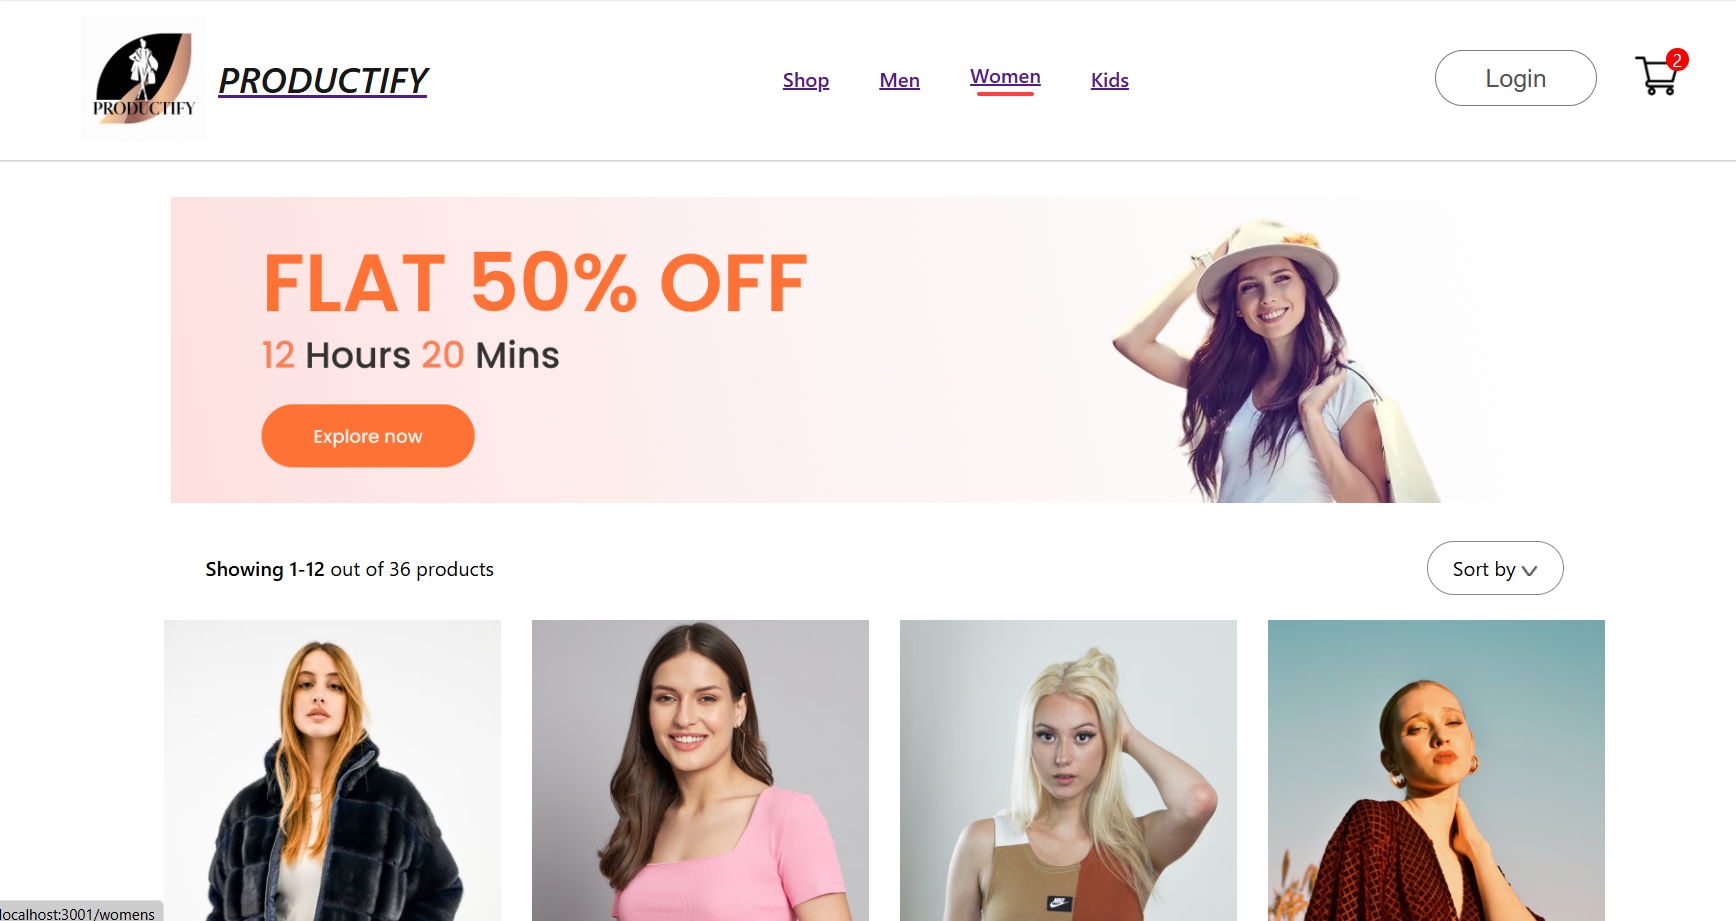 PRODUCTIFY
PRODUCTIFY
Shop
Men
Women
Kids
Login
2
FLAT 50% OFF
12 Hours 20 Mins
Explore now
Showing 1-12 out of 36 products
Sort by
localhost:3001/womens